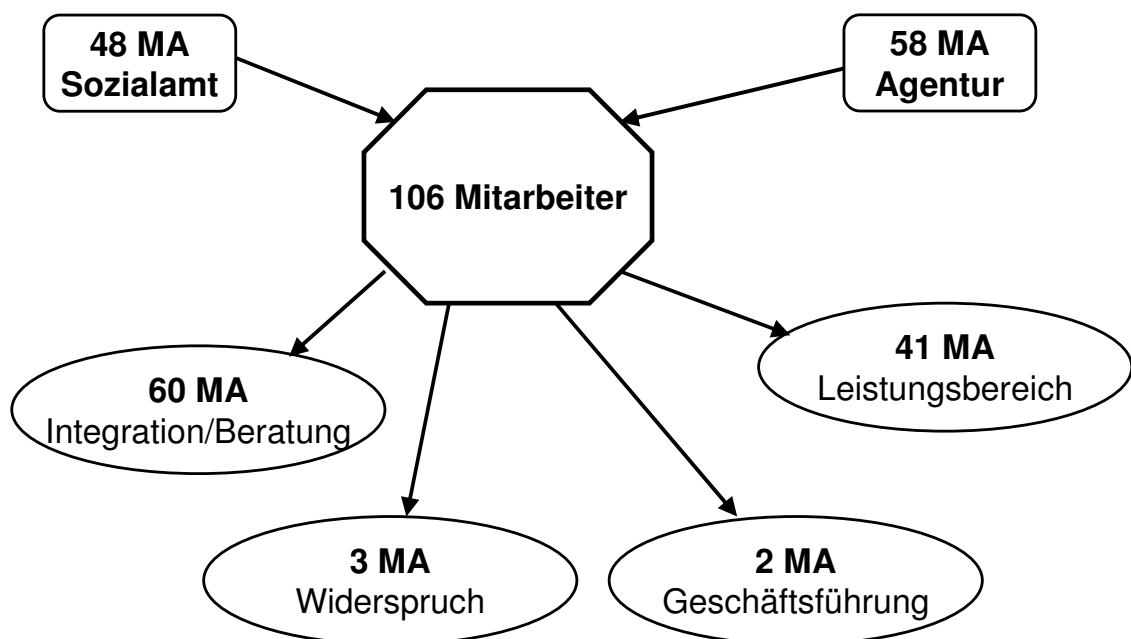 48 MA
Sozialamt
58 MA
Agentur
106 Mitarbeiter
41 MA
Leistungsbereich
60 MA
Integration/Beratung
3 MA
Widerspruch
2 MA
Geschäftsführung